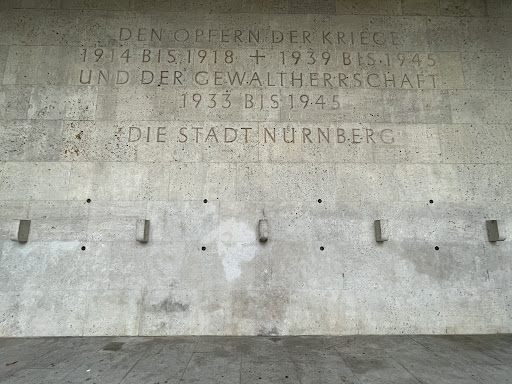 DEN OPFERN DER KRIEGE
1914 BIS 1918 + 1939 BIS 1945
UND DER GEWALTHERRSCHAFT
1933 BIS 1945
DIE STADT NÜRNBERG